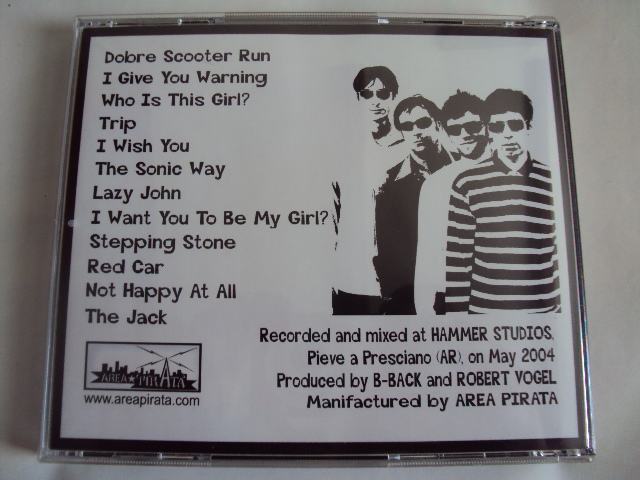 Dobre Scooter Run
I Give You Warning
Who Is This Girl?
Trip
I Wish You
The Sonic Way
Lazy John
I Want You To Be My Girl?
Stepping Stone
Red Car
Not Happy At All
The Jack
Recorded and mixed at HAMMER STUDIOS,
Pieve a Presciano (AR), on May 2004
Produced by B-BACK and ROBERT VOGEL
Manifactured by AREA PIRATA
AREA PIRATA
www.areapirata.com